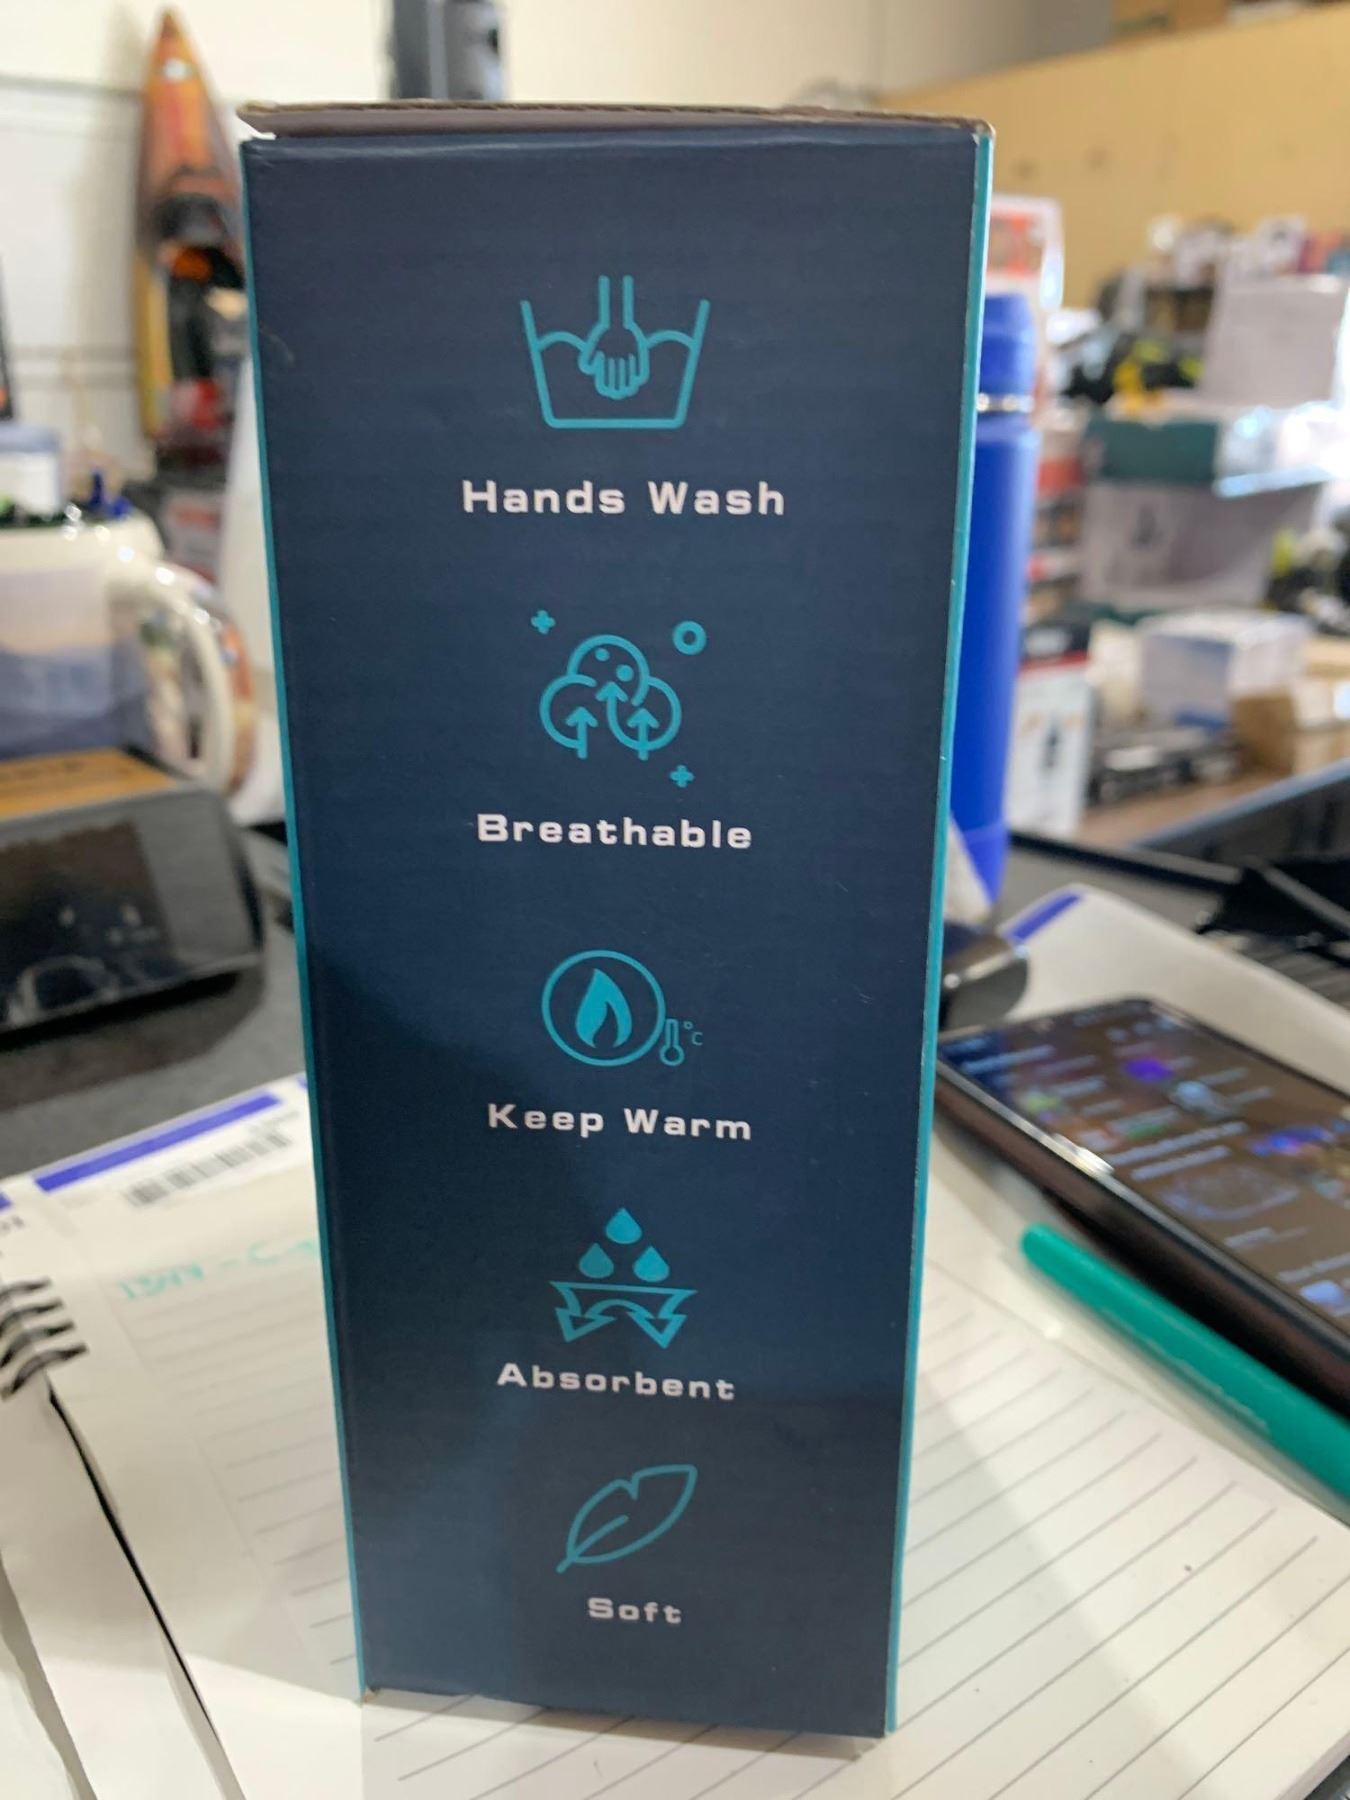 Hands Wash
Breathable
°C
Keep Warm
Absorbent
Soft